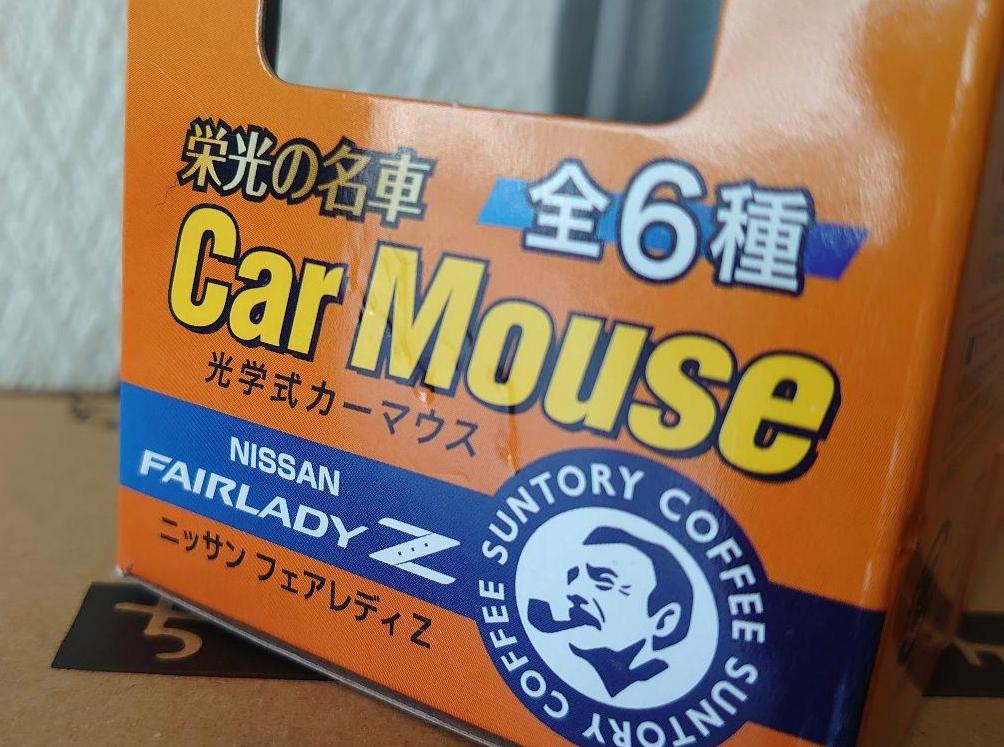 栄光の名車
全6種
Car Mouse
光学式カーマウス
NISSAN
FAIRLADY Z
ニッサン フェアレディZ
SUNTORY COFFEE SUNTORY COFFEE
ち